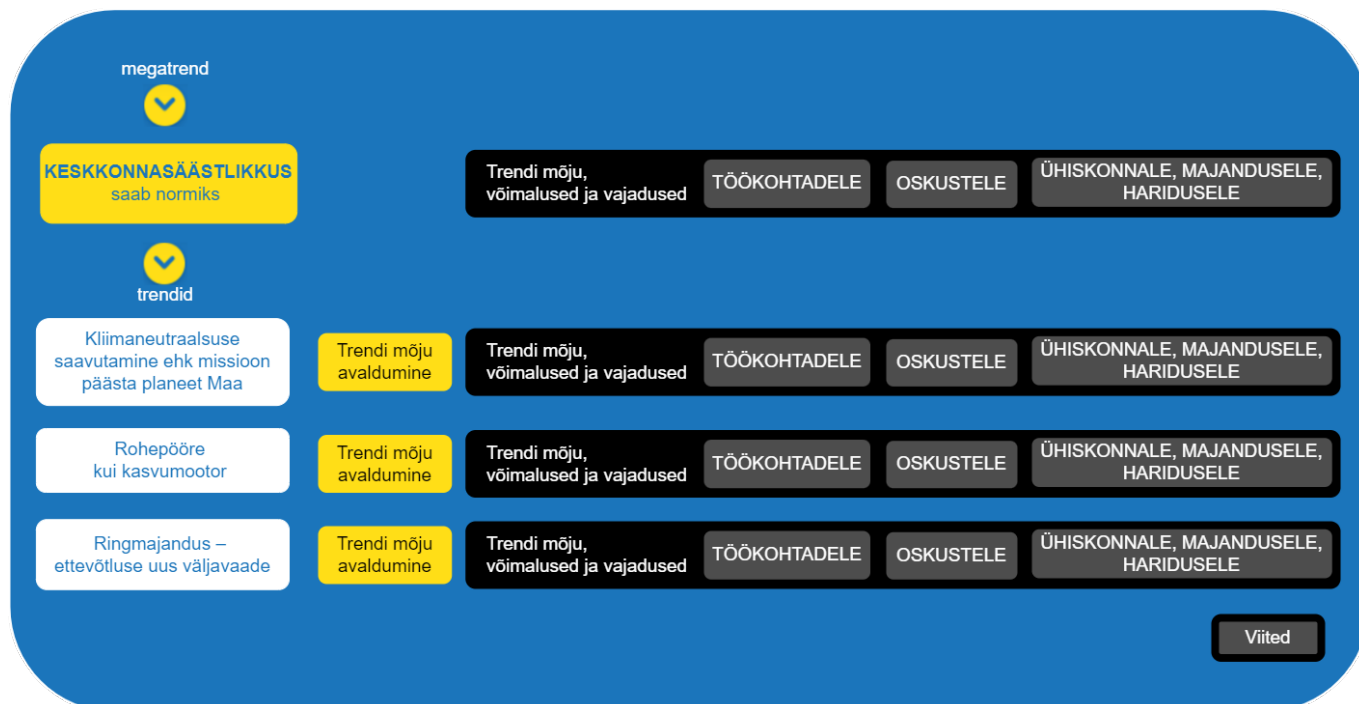 megatrend
KESKKONNASÄÄSTLIKKUS
saab normiks
Trendi mõju,
võimalused ja vajadused
TÖÖKOHTADELE
OSKUSTELE
ÜHISKONNALE, MAJANDUSELE,
HARIDUSELE
trendid
Kliimaneutraalsuse
saavutamine ehk missioon
päästa planeet Maa
Trendi mõju
avaldumine
Trendi mõju,
võimalused ja vajadused
TÖÖKOHTADELE
OSKUSTELE
ÜHISKONNALE, MAJANDUSELE,
HARIDUSELE
Rohepööre
kui kasvumootor
Trendi mõju
avaldumine
Trendi mõju,
võimalused ja vajadused
TÖÖKOHTADELE
OSKUSTELE
ÜHISKONNALE, MAJANDUSELE,
HARIDUSELE
Ringmajandus –
ettevõtluse uus väljavaade
Trendi mõju
avaldumine
Trendi mõju,
võimalused ja vajadused
TÖÖKOHTADELE
OSKUSTELE
ÜHISKONNALE, MAJANDUSELE,
HARIDUSELE
Viited